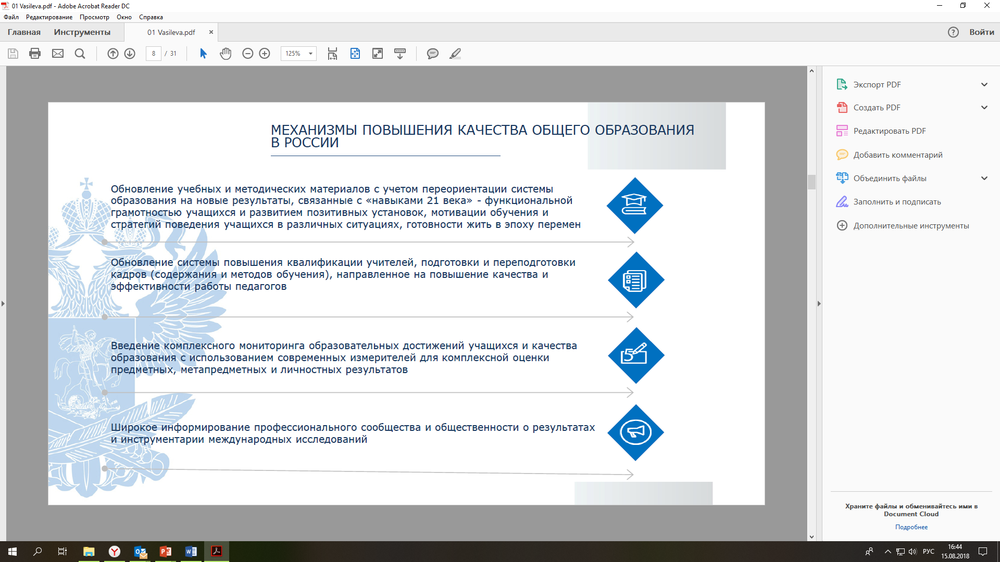 01 Vasileva.pdf - Adobe Acrobat Reader DC
Файл Редактирование Просмотр Окно Справка
Главная Инструменты 01 Vasileva.pdf × ? Войти
8 / 31 125%
МЕХАНИЗМЫ ПОВЫШЕНИЯ КАЧЕСТВА ОБЩЕГО ОБРАЗОВАНИЯ
В РОССИИ
Обновление учебных и методических материалов с учетом переориентации системы
образования на новые результаты, связанные с «навыками 21 века» - функциональной
грамотностью учащихся и развитием позитивных установок, мотивации обучения и
стратегий поведения учащихся в различных ситуациях, готовности жить в эпоху перемен
Обновление системы повышения квалификации учителей, подготовки и переподготовки
кадров (содержания и методов обучения), направленное на повышение качества и
эффективности работы педагогов
Введение комплексного мониторинга образовательных достижений учащихся и качества
образования с использованием современных измерителей для комплексной оценки
предметных, метапредметных и личностных результатов
5
Широкое информирование профессионального сообщества и общественности о результатах
и инструментарии международных исследований
Экспорт PDF
Создать PDF
Редактировать PDF
Добавить комментарий
Объединить файлы
Заполнить и подписать
Дополнительные инструменты
Храните файлы и обменивайтесь ими в
Document Cloud
Подробнее
РУС
16:44
15.08.2018